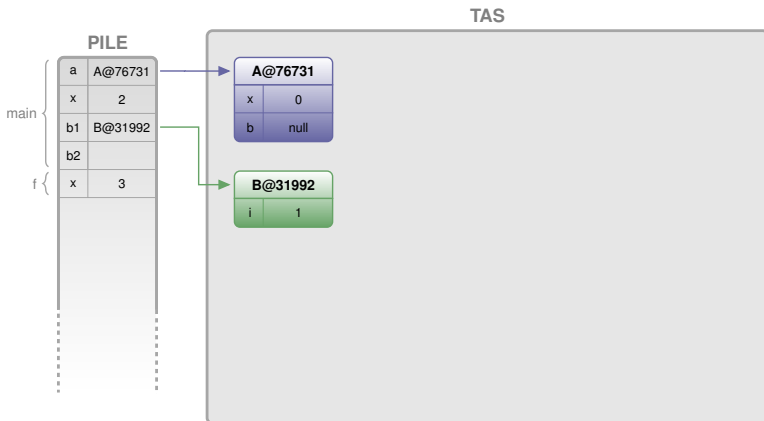 TAS
PILE
a A@76731
x 2
b1 B@31992
b2
x 3
main
f
A@76731
x 0
b null
B@31992
i 1